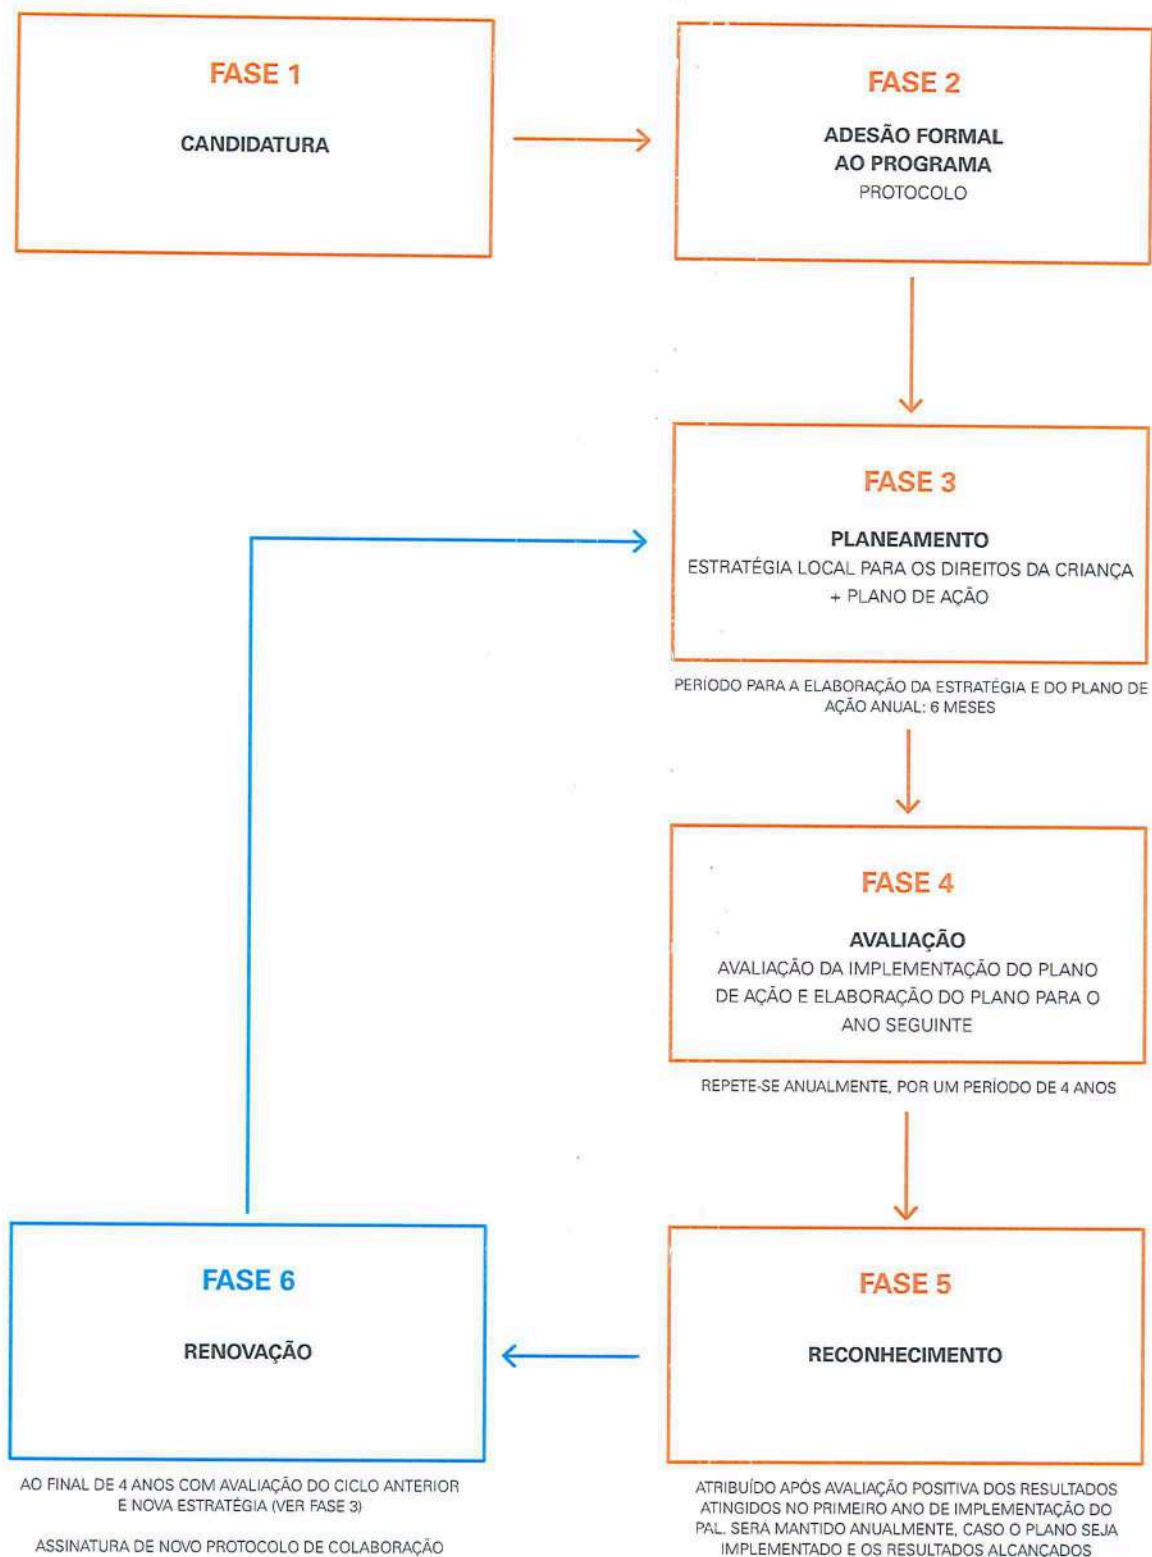 FASE 1
CANDIDATURA
FASE 2
ADESÃO FORMAL
AO PROGRAMA
PROTOCOLO
FASE 3
PLANEAMENTO
ESTRATÉGIA LOCAL PARA OS DIREITOS DA CRIANÇA
+ PLANO DE AÇÃO
PERÍODO PARA A ELABORAÇÃO DA ESTRATÉGIA E DO PLANO DE
AÇÃO ANUAL: 6 MESES
FASE 4
AVALIAÇÃO
AVALIAÇÃO DA IMPLEMENTAÇÃO DO PLANO
DE AÇÃO E ELABORAÇÃO DO PLANO PARA O
ANO SEGUINTE
REPETE-SE ANUALMENTE, POR UM PERÍODO DE 4 ANOS
FASE 5
RECONHECIMENTO
ATRIBUÍDO APÓS AVALIAÇÃO POSITIVA DOS RESULTADOS
ATINGIDOS NO PRIMEIRO ANO DE IMPLEMENTAÇÃO DO
PAL. SERÁ MANTIDO ANUALMENTE, CASO O PLANO SEJA
IMPLEMENTADO E OS RESULTADOS ALCANÇADOS
FASE 6
RENOVAÇÃO
AO FINAL DE 4 ANOS COM AVALIAÇÃO DO CICLO ANTERIOR
E NOVA ESTRATÉGIA (VER FASE 3)
ASSINATURA DE NOVO PROTOCOLO DE COLABORAÇÃO